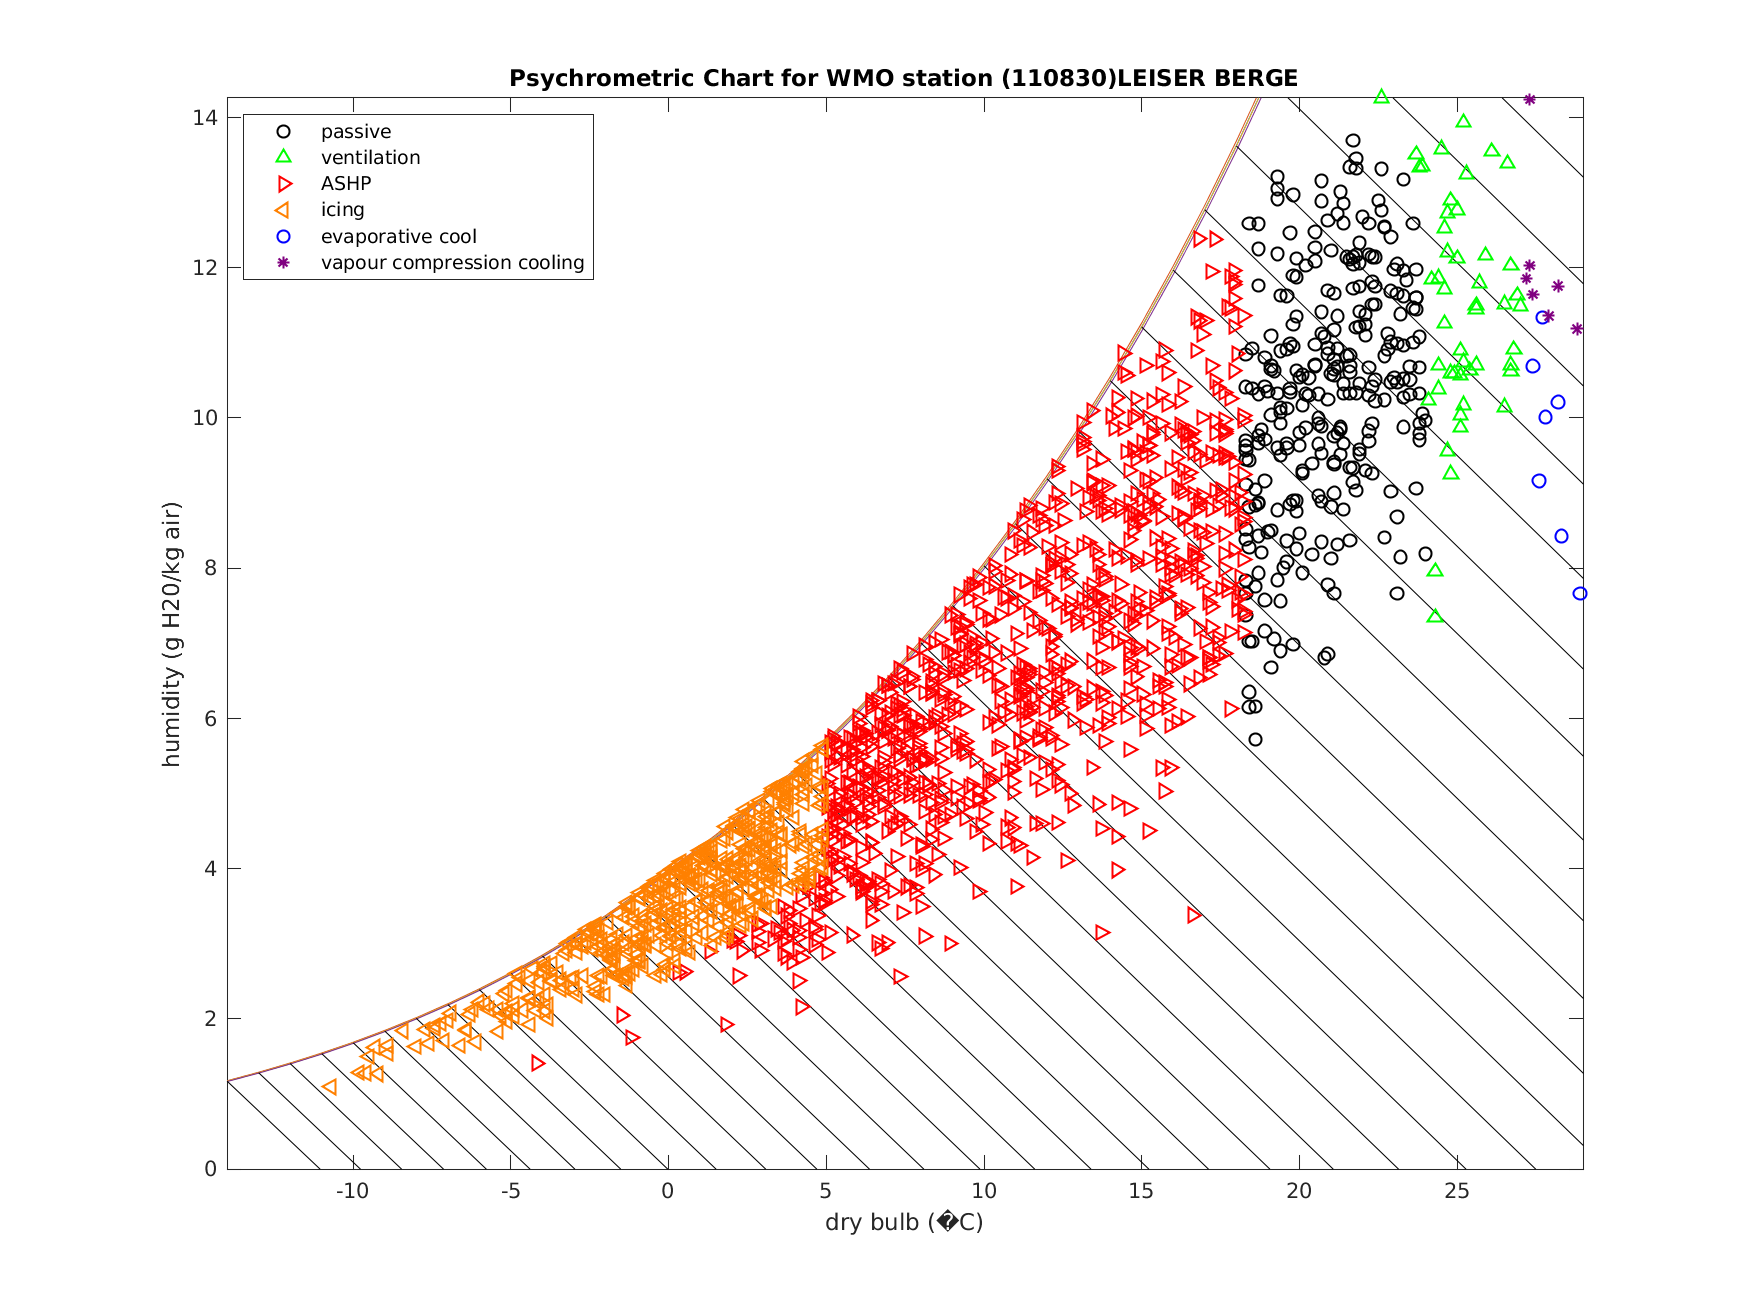 Psychrometric Chart for WMO station (110830)LEISER BERGE
passive
ventilation
ASHP
icing
evaporative cool
vapour compression cooling
humidity (g H20/kg air)
14
12
10
8
6
4
2
0
-10 -5 0 5 10 15 20 25
dry bulb (�C)